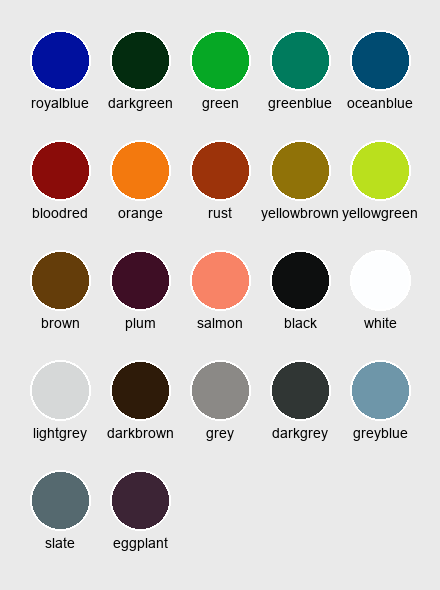 royalblue darkgreen green greenblue oceanblue
bloodred orange rust yellowbrown yellowgreen
brown plum salmon black white
lightgrey darkbrown grey darkgrey greyblue
slate eggplant